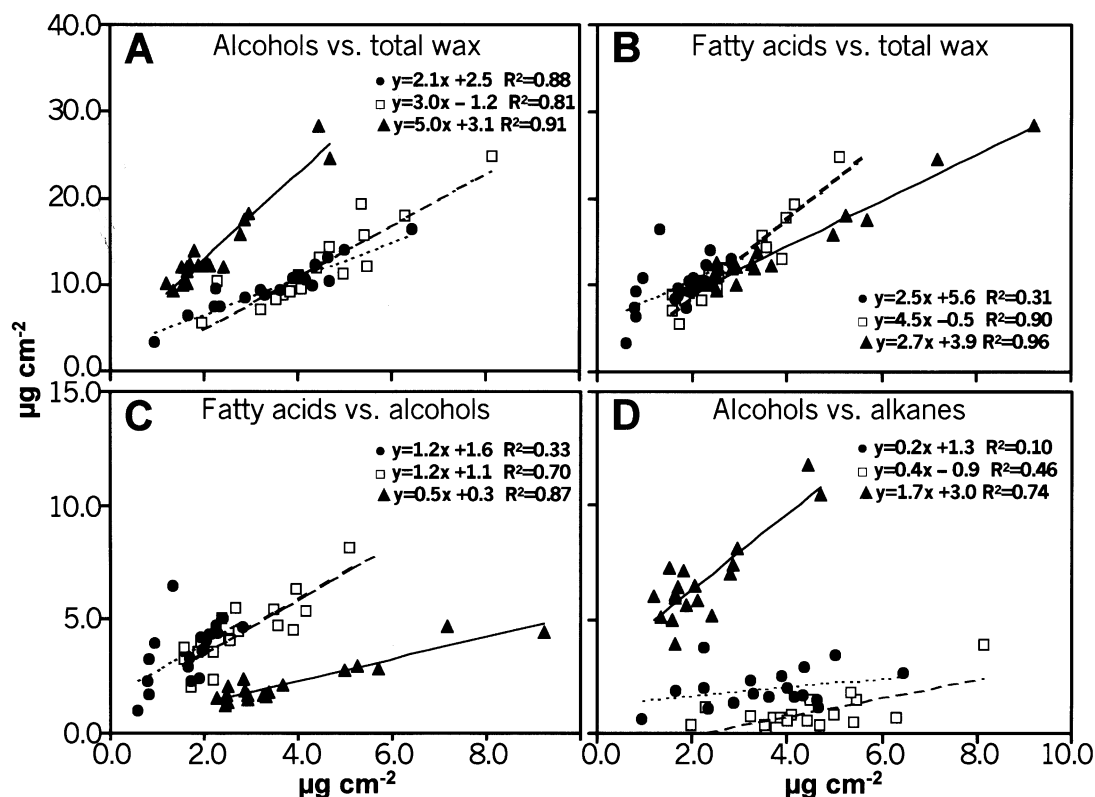 40.0
30.0
20.0
10.0
0.0
A Alcohols vs. total wax
● y=2.1x +2.5 R²=0.88
□ y=3.0x – 1.2 R²=0.81
▲ y=5.0x +3.1 R²=0.91
B Fatty acids vs. total wax
● y=2.5x +5.6 R²=0.31
□ y=4.5x –0.5 R²=0.90
▲ y=2.7x +3.9 R²=0.96
µg cm⁻²
15.0
10.0
5.0
0.0
C Fatty acids vs. alcohols
● y=1.2x +1.6 R²=0.33
□ y=1.2x +1.1 R²=0.70
▲ y=0.5x +0.3 R²=0.87
D Alcohols vs. alkanes
● y=0.2x +1.3 R²=0.10
□ y=0.4x – 0.9 R²=0.46
▲ y=1.7x +3.0 R²=0.74
0.0 2.0 4.0 6.0 8.0
2.0 4.0 6.0 8.0 10.0
µg cm⁻²
µg cm⁻²